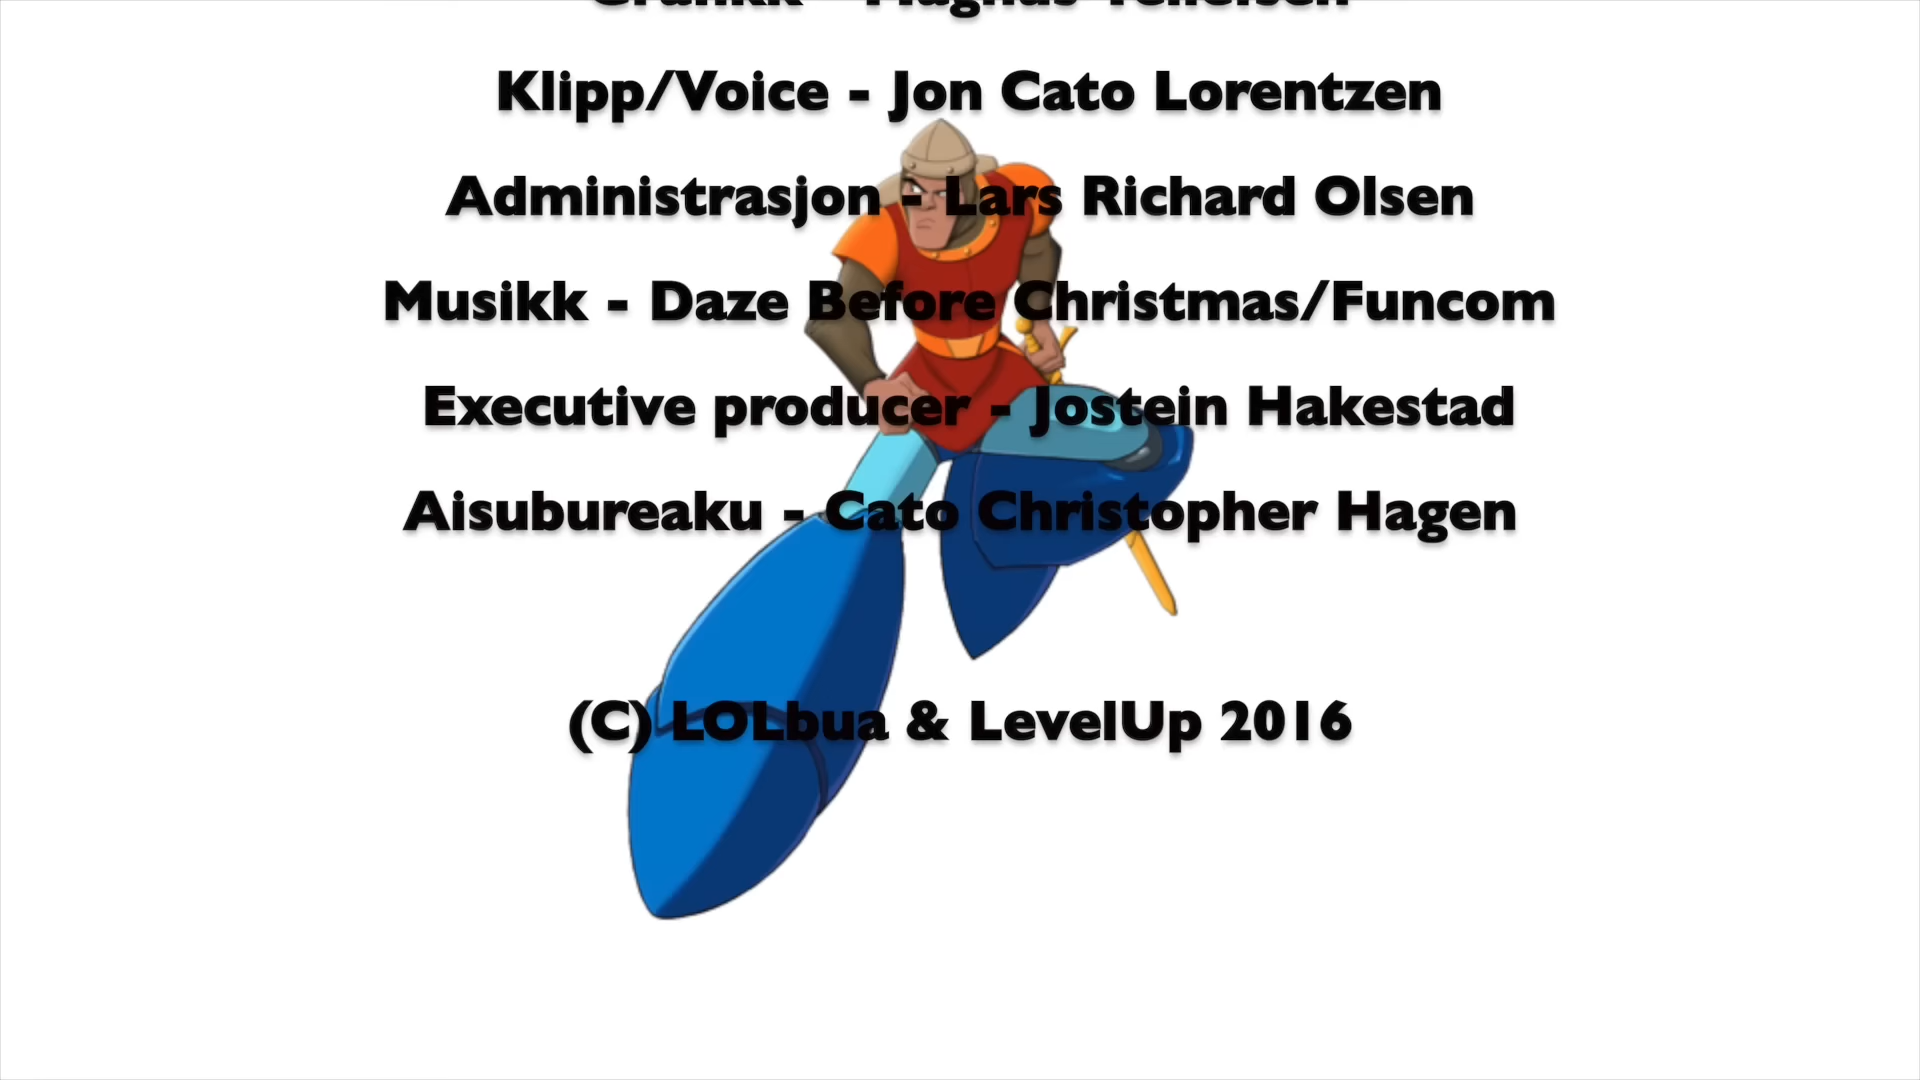 Klipp/Voice - Jon Cato Lorentzen
Administrasjon - Lars Richard Olsen
Musikk - Daze Before Christmas/Funcom
Executive producer - Jostein Hakestad
Aisubureaku - Cato Christopher Hagen
(C) LOLbua & LevelUp 2016